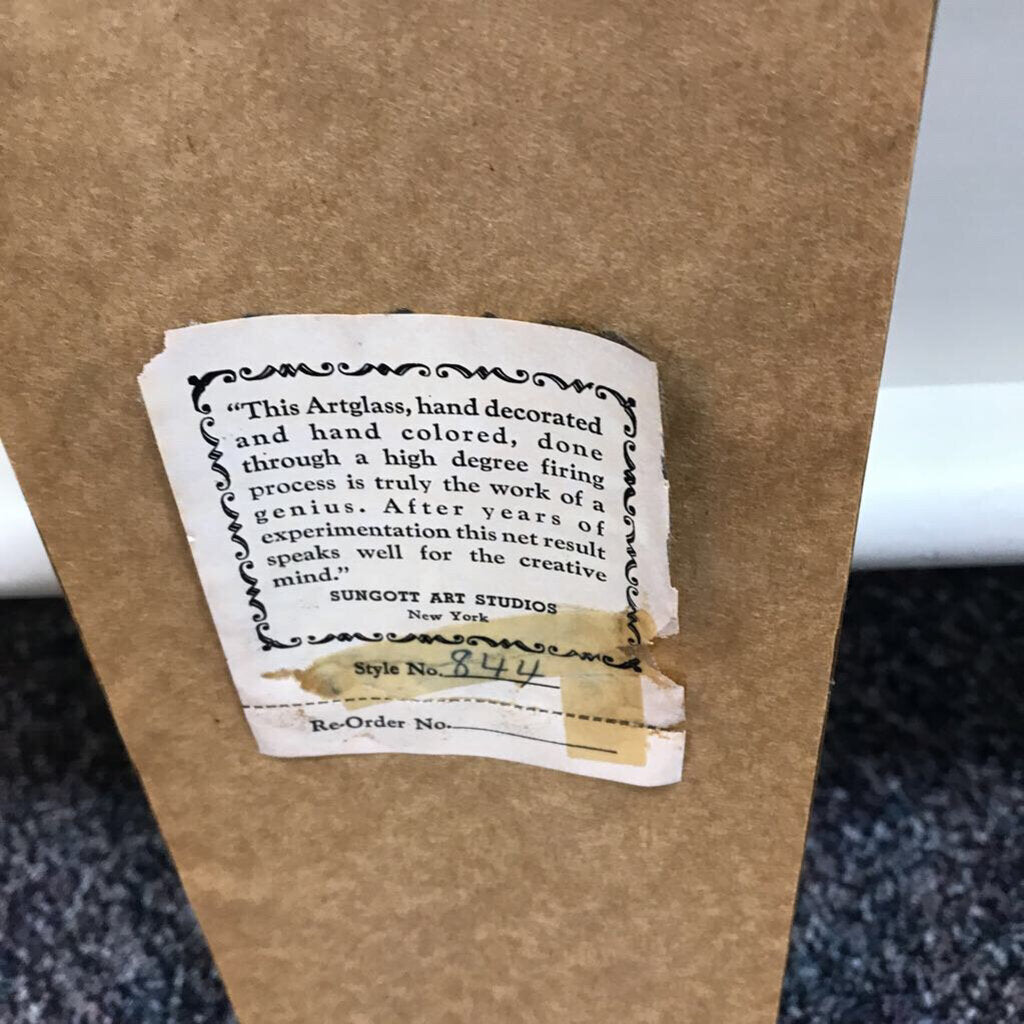 “This Artglass, hand decorated
and hand colored, done
through a high degree firing
process is truly the work of a
genius. After years of
experimentation this net result
speaks well for the creative
mind.”
SUNGOTT ART STUDIOS
New York
Style No. 844
Re-Order No.